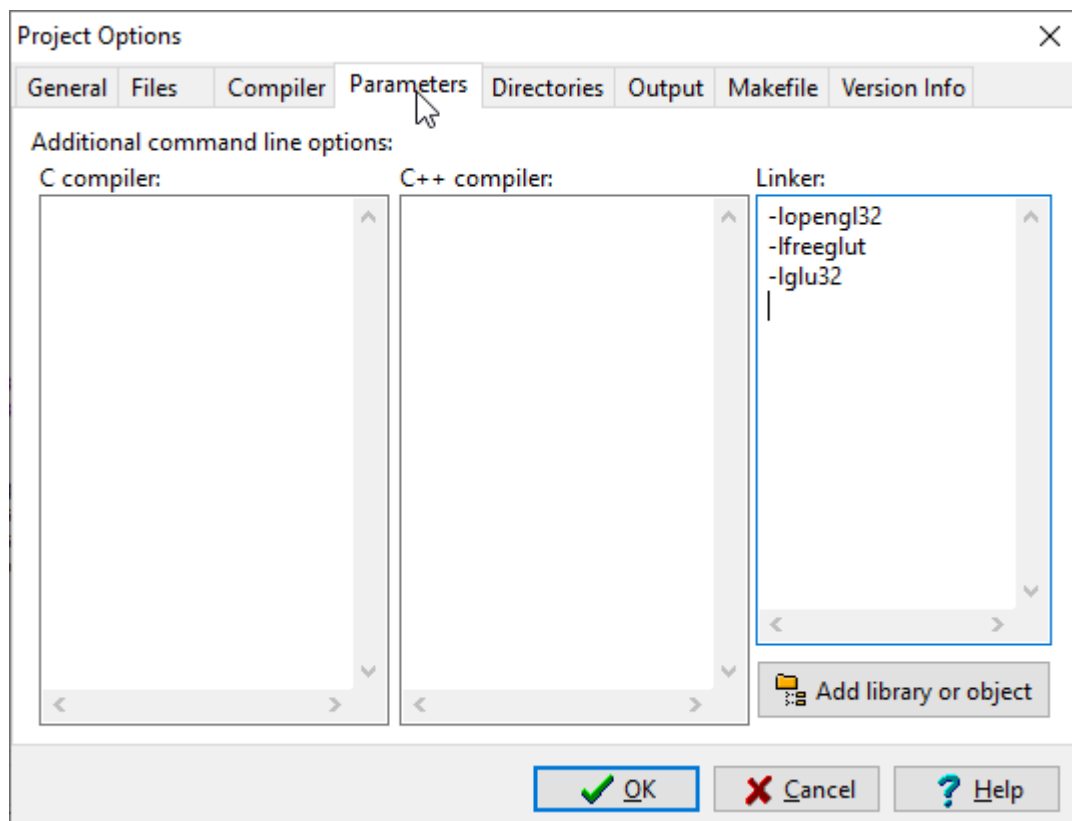 Project Options
General Files Compiler Parameters Directories Output Makefile Version Info
Additional command line options:
C compiler: C++ compiler: Linker:
-lopengl32
-lfreeglut
-lglu32
Add library or object
OK Cancel Help